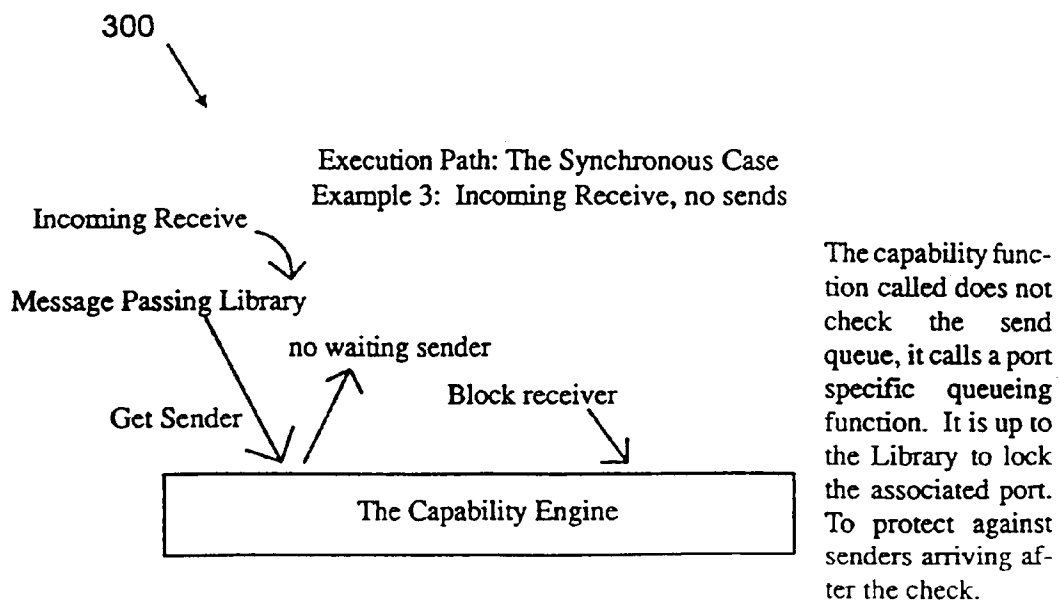 300
Execution Path: The Synchronous Case
Example 3: Incoming Receive, no sends
Incoming Receive
Message Passing Library
no waiting sender
Get Sender
Block receiver
The Capability Engine
The capability func-
tion called does not
check the send
queue, it calls a port
specific queueing
function. It is up to
the Library to lock
the associated port.
To protect against
senders arriving af-
ter the check.